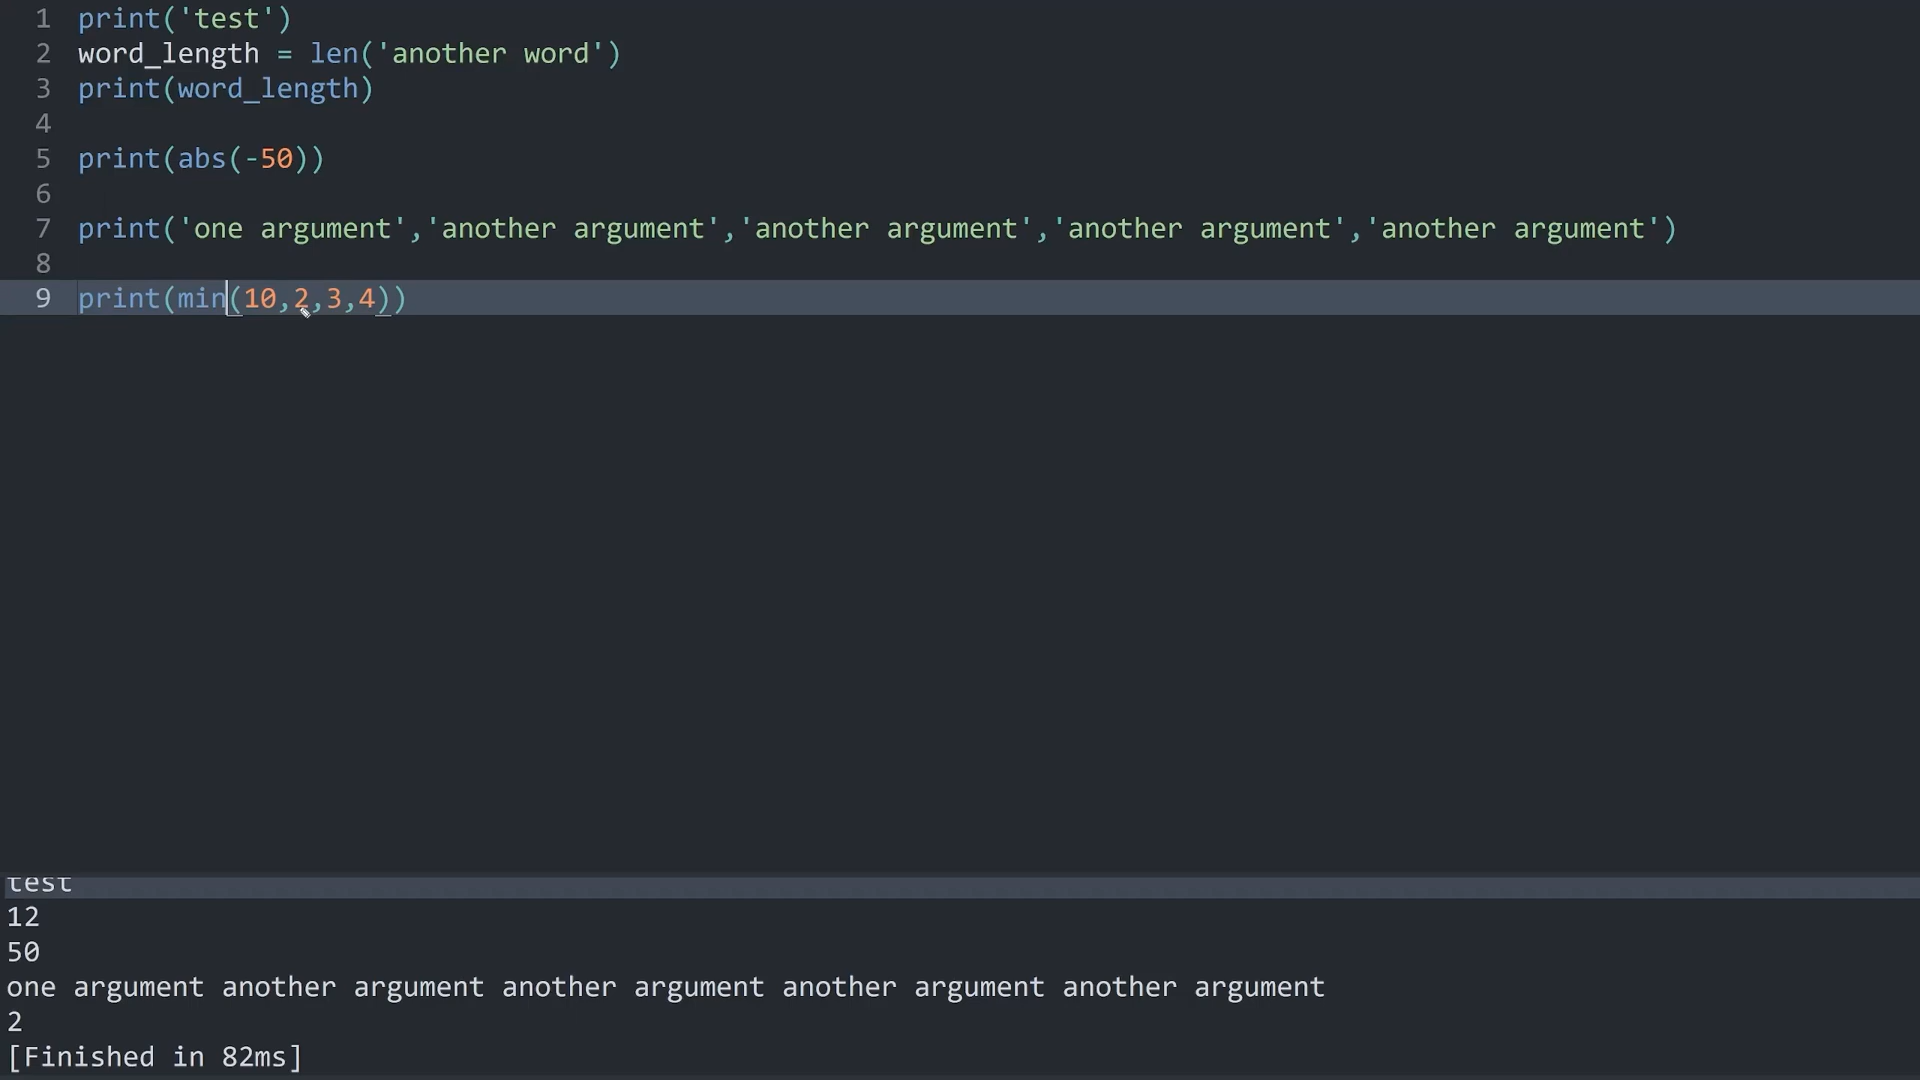 1 print('test')
2 word_length = len('another word')
3 print(word_length)
4
5 print(abs(-50))
6
7 print('one argument','another argument','another argument','another argument','another argument')
8
9 print(min(10,2,3,4))
test
12
50
one argument another argument another argument another argument another argument
2
[Finished in 82ms]